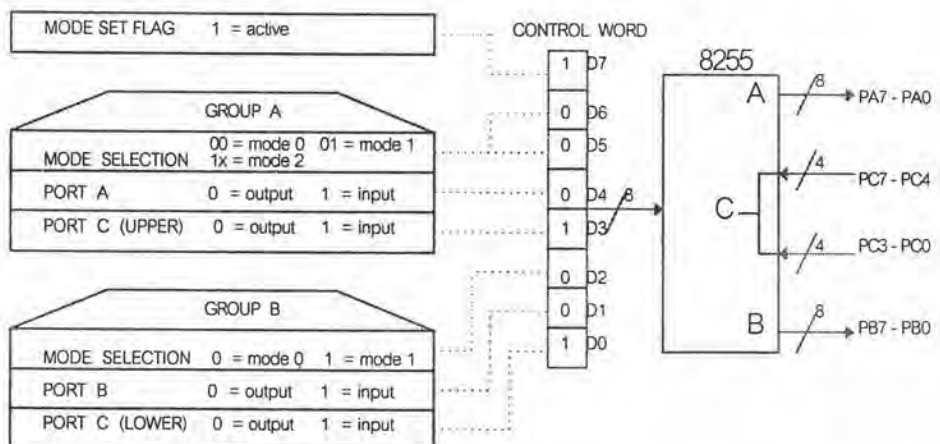 MODE SET FLAG 1 = active
GROUP A
00 = mode 0 01 = mode 1
MODE SELECTION 1x = mode 2
PORT A 0 = output 1 = input
PORT C (UPPER) 0 = output 1 = input
GROUP B
MODE SELECTION 0 = mode 0 1 = mode 1
PORT B 0 = output 1 = input
PORT C (LOWER) 0 = output 1 = input
CONTROL WORD
1 D7
0 D6
0 D5
0 D4
1 D3
0 D2
0 D1
1 D0
8
8255
A
C
B
8
PA7 - PA0
4
PC7 - PC4
4
PC3 - PC0
8
PB7 - PB0